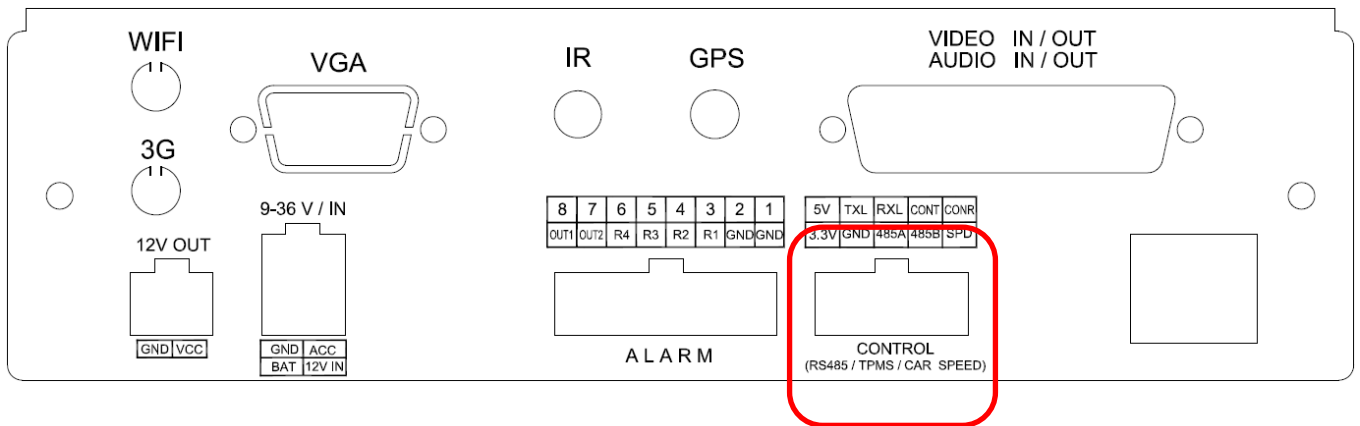 WIFI
VGA
IR
GPS
VIDEO IN / OUT
AUDIO IN / OUT
3G
9-36 V / IN
12V OUT
GND VCC
GND ACC
BAT 12V IN
8 7 6 5 4 3 2 1
OUT1 OUT2 R4 R3 R2 R1 GND GND
ALARM
5V TXL RXL CONT CONR
3.3V GND 485A 485B SPD
CONTROL
(RS485 / TPMS / CAR SPEED)